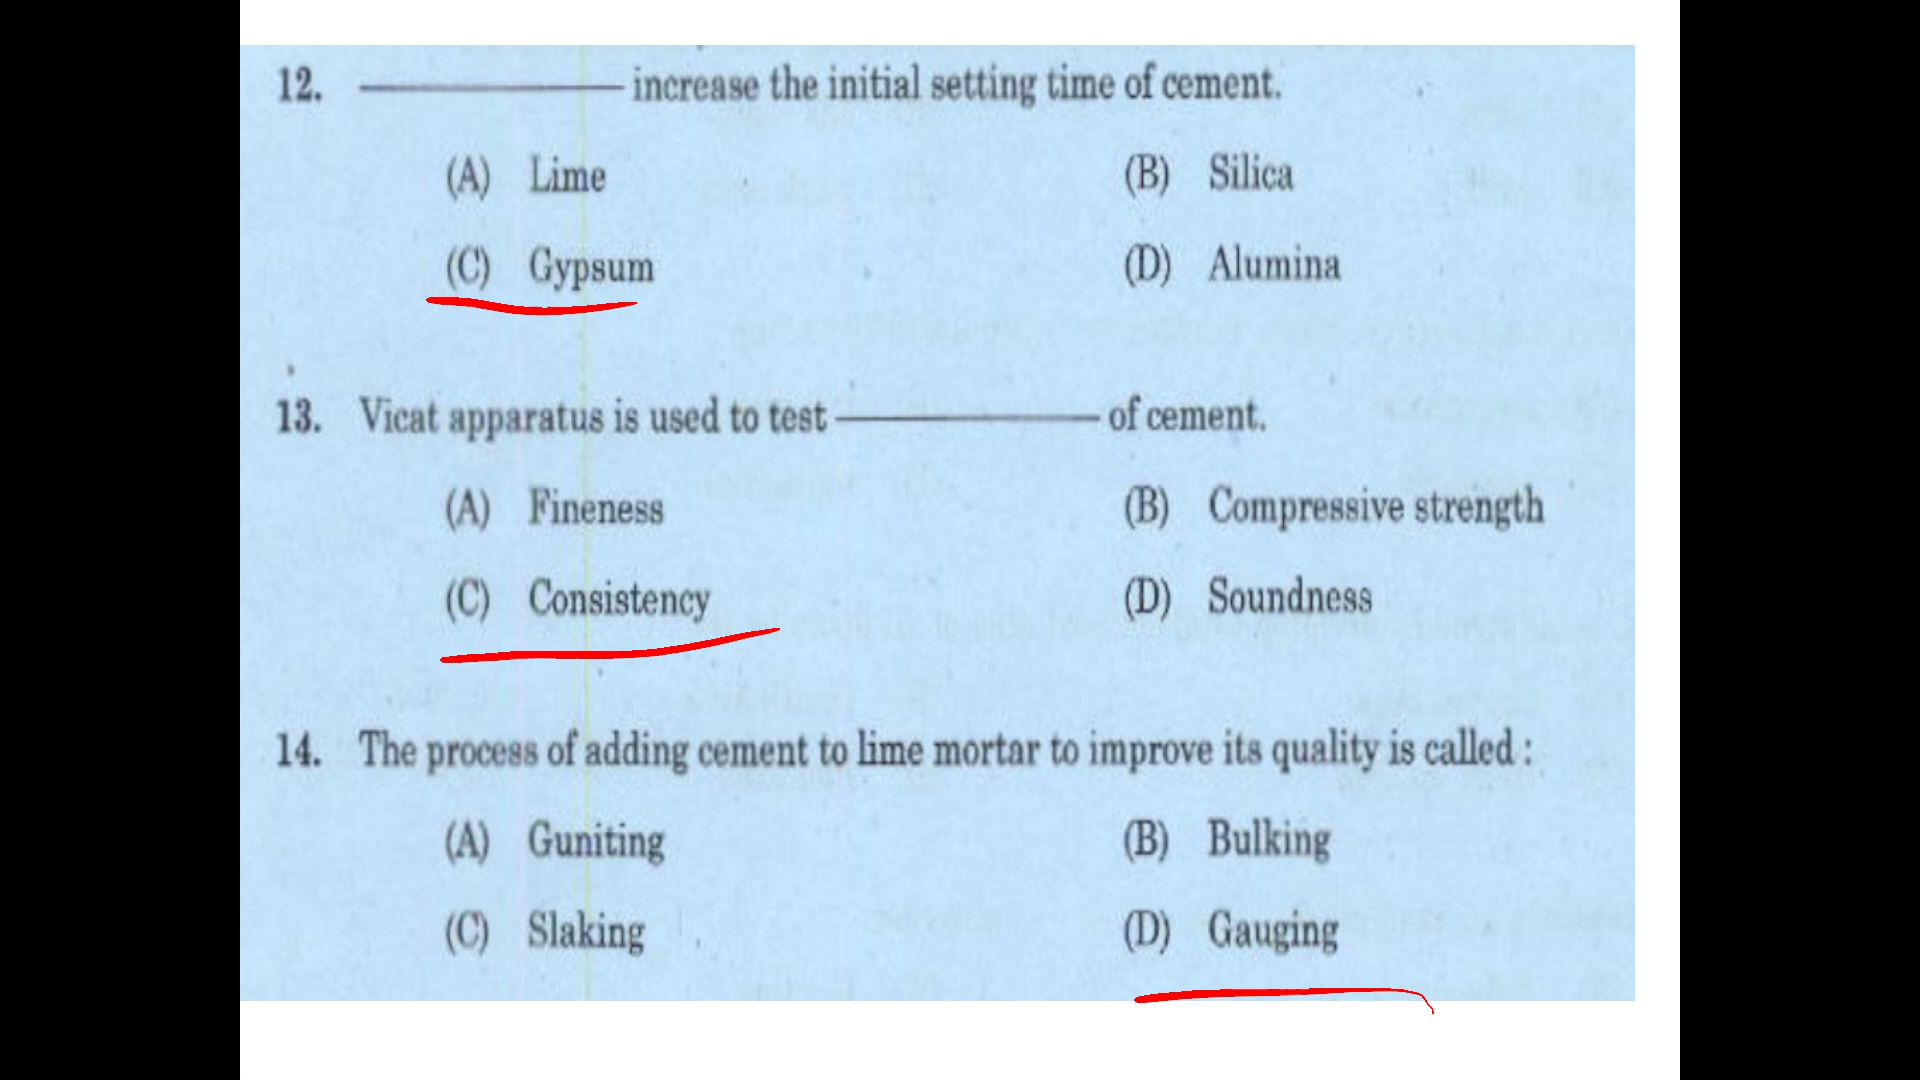 12. ____________ increase the initial setting time of cement.
(A) Lime (B) Silica
(C) Gypsum (D) Alumina
13. Vicat apparatus is used to test ____________ of cement.
(A) Fineness (B) Compressive strength
(C) Consistency (D) Soundness
14. The process of adding cement to lime mortar to improve its quality is called :
(A) Guniting (B) Bulking
(C) Slaking (D) Gauging